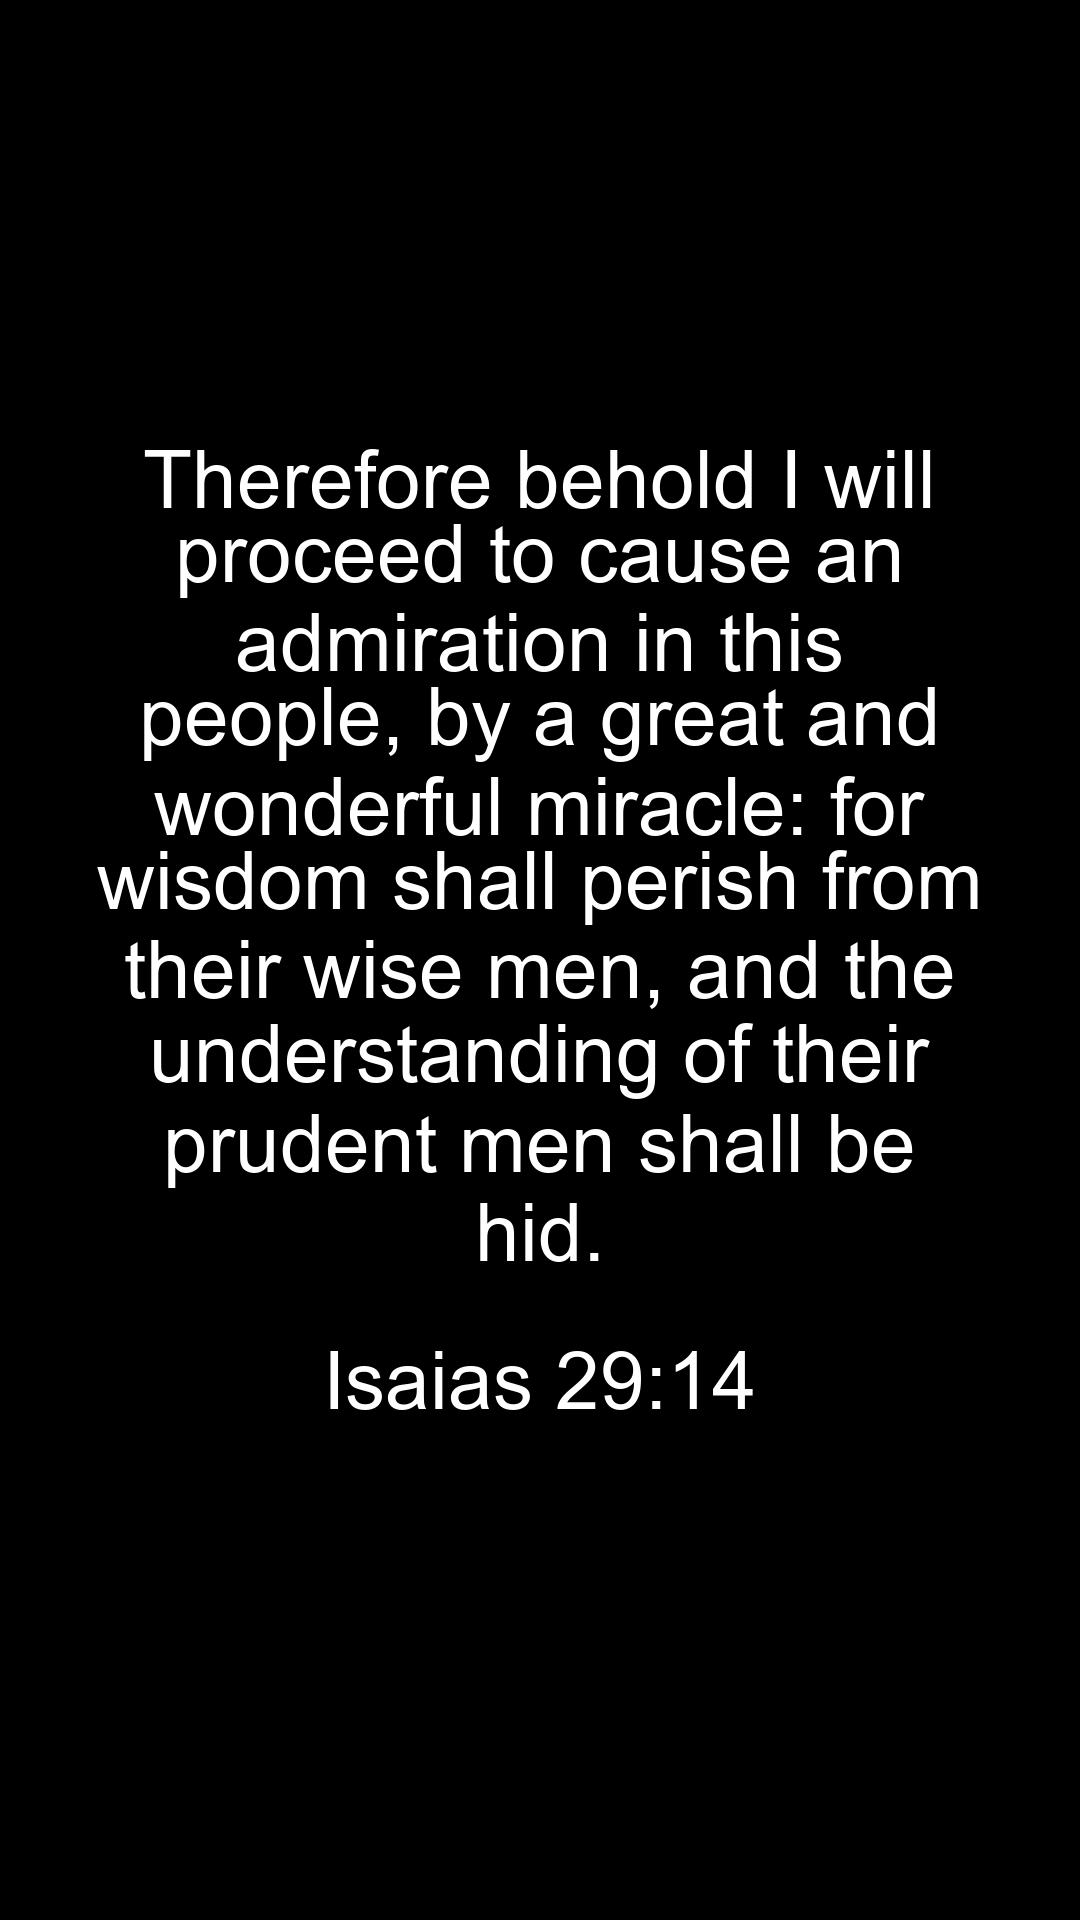 Therefore behold I will
proceed to cause an
admiration in this
people, by a great and
wonderful miracle: for
wisdom shall perish from
their wise men, and the
understanding of their
prudent men shall be
hid.
Isaias 29:14